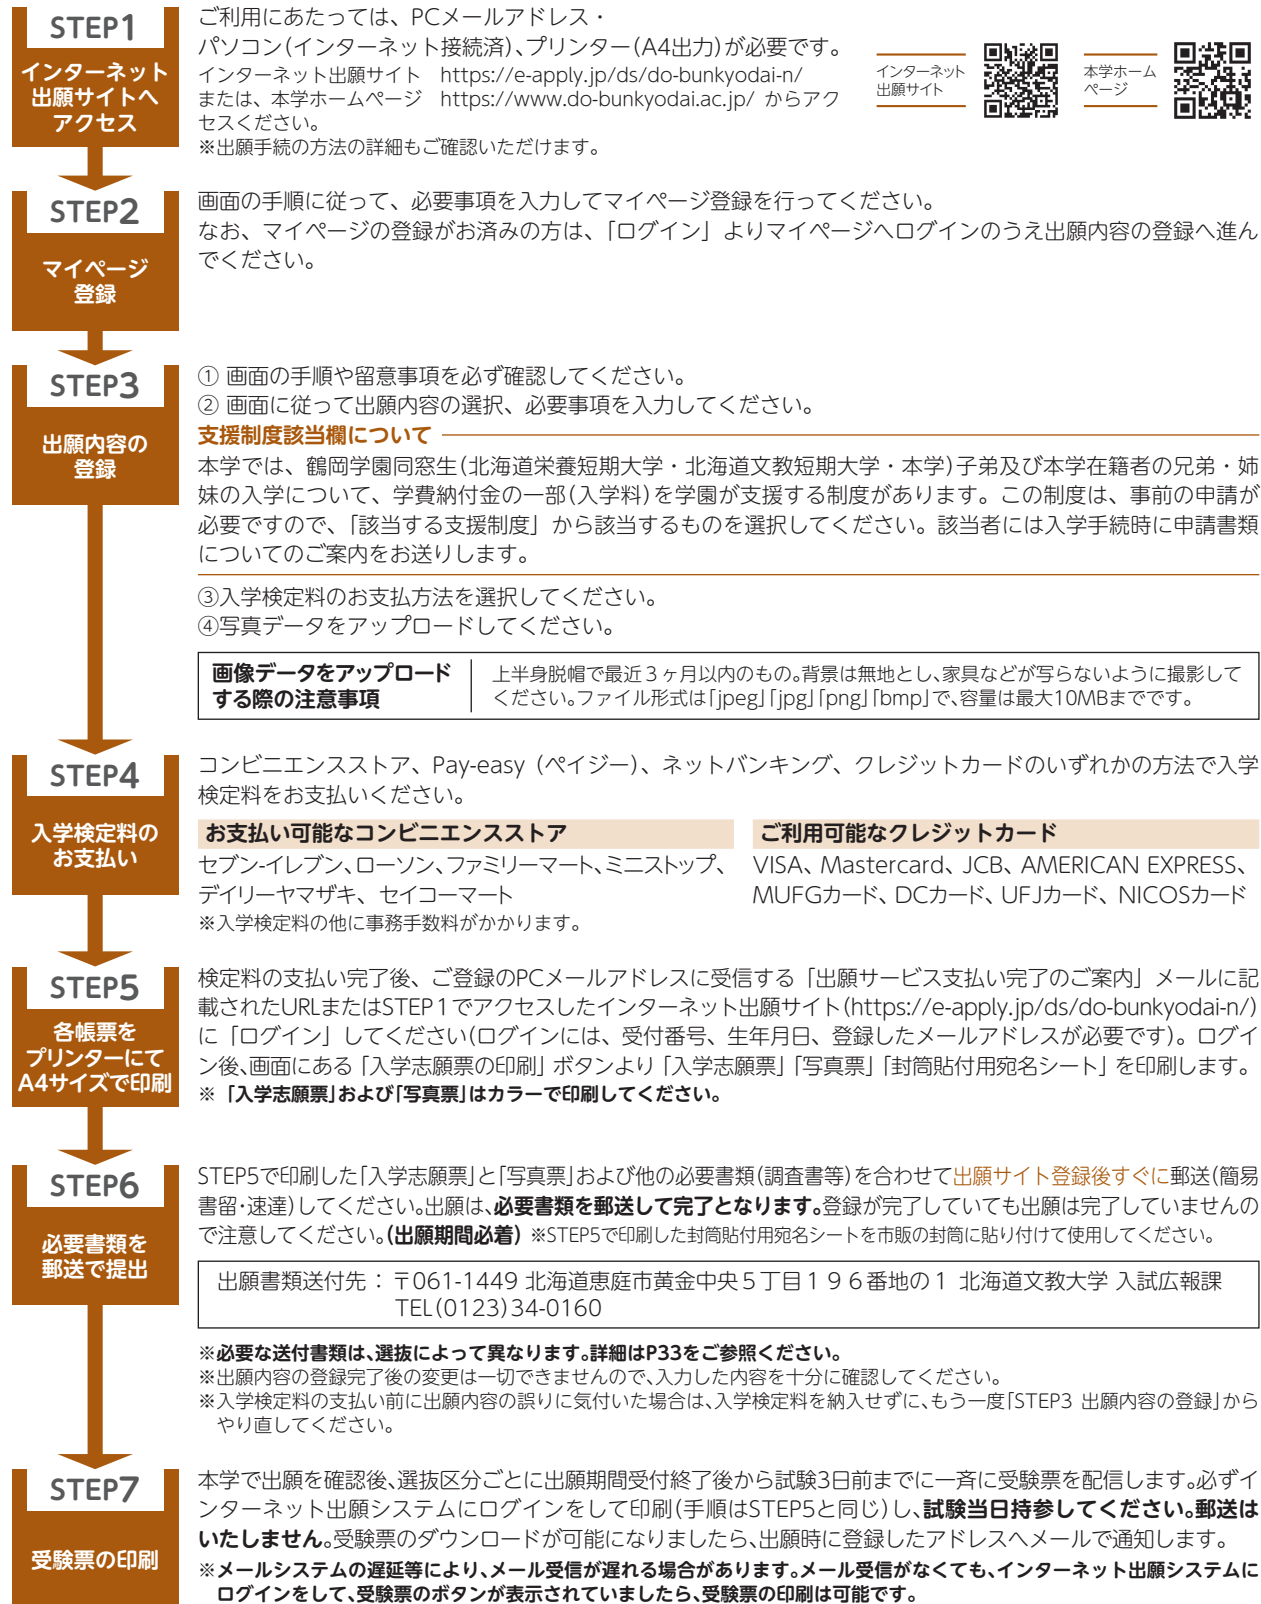 STEP1
インターネット
出願サイトへ
アクセス
ご利用にあたっては、PCメールアドレス・
パソコン(インターネット接続済)、プリンター(A4出力)が必要です。
インターネット出願サイト　https://e-apply.jp/ds/do-bunkyodai-n/
または、本学ホームページ　https://www.do-bunkyodai.ac.jp/ からアク
セスください。
※出願手続の方法の詳細もご確認いただけます。
インターネット
出願サイト
本学ホーム
ページ
STEP2
マイページ
登録
画面の手順に従って、必要事項を入力してマイページ登録を行ってください。
なお、マイページの登録がお済みの方は、「ログイン」よりマイページへログインのうえ出願内容の登録へ進ん
でください。
STEP3
出願内容の
登録
① 画面の手順や留意事項を必ず確認してください。
② 画面に従って出願内容の選択、必要事項を入力してください。
支援制度該当欄について
本学では、鶴岡学園同窓生(北海道栄養短期大学・北海道文教短期大学・本学)子弟及び本学在籍者の兄弟・姉
妹の入学について、学費納付金の一部(入学料)を学園が支援する制度があります。この制度は、事前の申請が
必要ですので、「該当する支援制度」から該当するものを選択してください。該当者には入学手続時に申請書類
についてのご案内をお送りします。
③入学検定料のお支払方法を選択してください。
④写真データをアップロードしてください。
画像データをアップロード
する際の注意事項
上半身脱帽で最近３ヶ月以内のもの。背景は無地とし、家具などが写らないように撮影して
ください。ファイル形式は「jpeg」「jpg」「png」「bmp」で、容量は最大10MBまでです。
STEP4
入学検定料の
お支払い
コンビニエンスストア、Pay-easy（ペイジー）、ネットバンキング、クレジットカードのいずれかの方法で入学
検定料をお支払いください。
お支払い可能なコンビニエンスストア
セブン-イレブン、ローソン、ファミリーマート、ミニストップ、
デイリーヤマザキ、セイコーマート
※入学検定料の他に事務手数料がかかります。
ご利用可能なクレジットカード
VISA、Mastercard、JCB、AMERICAN EXPRESS、
MUFGカード、DCカード、UFJカード、NICOSカード
STEP5
各帳票を
プリンターにて
A4サイズで印刷
検定料の支払い完了後、ご登録のPCメールアドレスに受信する「出願サービス支払い完了のご案内」メールに記
載されたURLまたはSTEP１でアクセスしたインターネット出願サイト(https://e-apply.jp/ds/do-bunkyodai-n/)
に「ログイン」してください(ログインには、受付番号、生年月日、登録したメールアドレスが必要です)。ログイ
ン後、画面にある「入学志願票の印刷」ボタンより「入学志願票」「写真票」「封筒貼付用宛名シート」を印刷します。
※「入学志願票」および「写真票」はカラーで印刷してください。
STEP6
必要書類を
郵送で提出
STEP5で印刷した「入学志願票」と「写真票」および他の必要書類(調査書等)を合わせて出願サイト登録後すぐに郵送(簡易
書留・速達)してください。出願は、必要書類を郵送して完了となります。登録が完了していても出願は完了していませんの
で注意してください。(出願期間必着) ※STEP5で印刷した封筒貼付用宛名シートを市販の封筒に貼り付けて使用してください。
出願書類送付先：〒061-1449 北海道恵庭市黄金中央５丁目１９６番地の１ 北海道文教大学 入試広報課
TEL(0123)34-0160
※必要な送付書類は、選抜によって異なります。詳細はP33をご参照ください。
※出願内容の登録完了後の変更は一切できませんので、入力した内容を十分に確認してください。
※入学検定料の支払い前に出願内容の誤りに気付いた場合は、入学検定料を納入せずに、もう一度「STEP3 出願内容の登録」から
やり直してください。
STEP7
受験票の印刷
本学で出願を確認後、選抜区分ごとに出願期間受付終了後から試験3日前までに一斉に受験票を配信します。必ずイ
ンターネット出願システムにログインをして印刷(手順はSTEP5と同じ)し、試験当日持参してください。郵送は
いたしません。受験票のダウンロードが可能になりましたら、出願時に登録したアドレスへメールで通知します。
※メールシステムの遅延等により、メール受信が遅れる場合があります。メール受信がなくても、インターネット出願システムに
ログインをして、受験票のボタンが表示されていましたら、受験票の印刷は可能です。